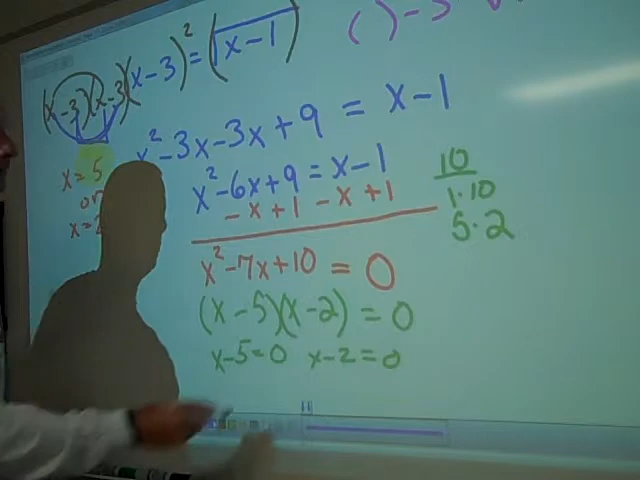 (x-3)(x-3)
(x-3)² = (√x-1)
( )-3
x²-3x-3x+9 = x-1
x²-6x+9 = x-1
-x+1 -x+1
x²-7x+10 = 0
(x-5)(x-2) = 0
x-5=0 x-2=0
x=5
or
x=2
10
1·10
5·2